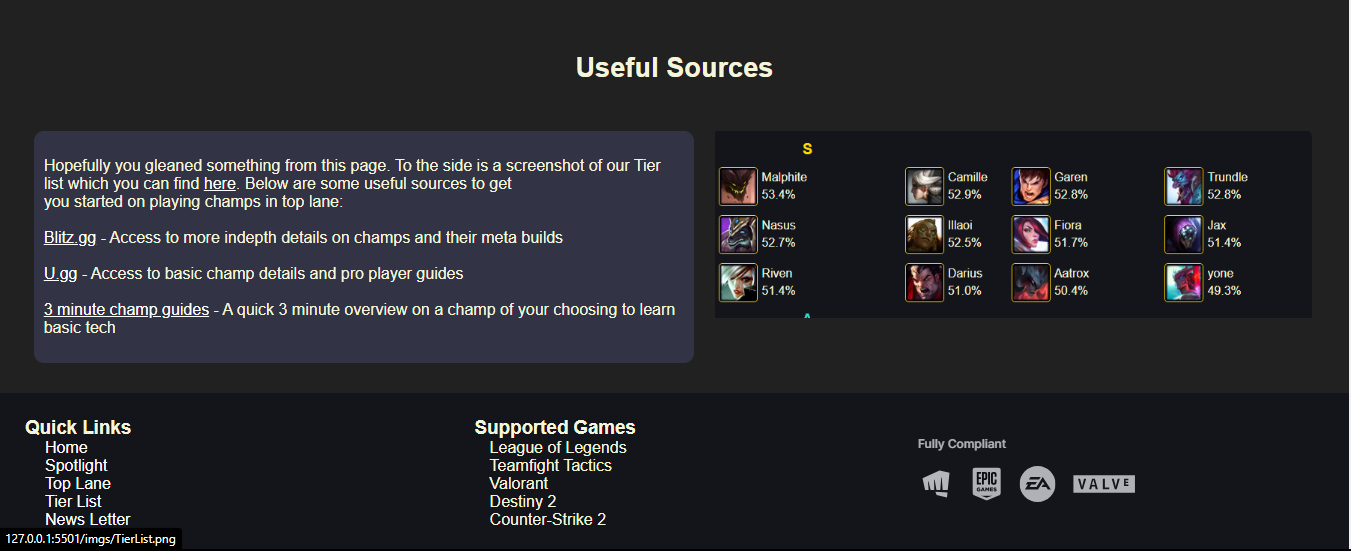 Useful Sources
Hopefully you gleaned something from this page. To the side is a screenshot of our Tier
list which you can find here. Below are some useful sources to get
you started on playing champs in top lane:
Blitz.gg - Access to more indepth details on champs and their meta builds
U.gg - Access to basic champ details and pro player guides
3 minute champ guides - A quick 3 minute overview on a champ of your choosing to learn
basic tech
S
Malphite Camille Garen Trundle
53.4% 52.9% 52.8% 52.8%
Nasus Illaoi Fiora Jax
52.7% 52.5% 51.7% 51.4%
Riven Darius Aatrox yone
51.4% 51.0% 50.4% 49.3%
A
Quick Links
Home
Spotlight
Top Lane
Tier List
News Letter
Supported Games
League of Legends
Teamfight Tactics
Valorant
Destiny 2
Counter-Strike 2
Fully Compliant
EPIC
GAMES
EA
VALVE
127.0.0.1:5501/imgs/TierList.png